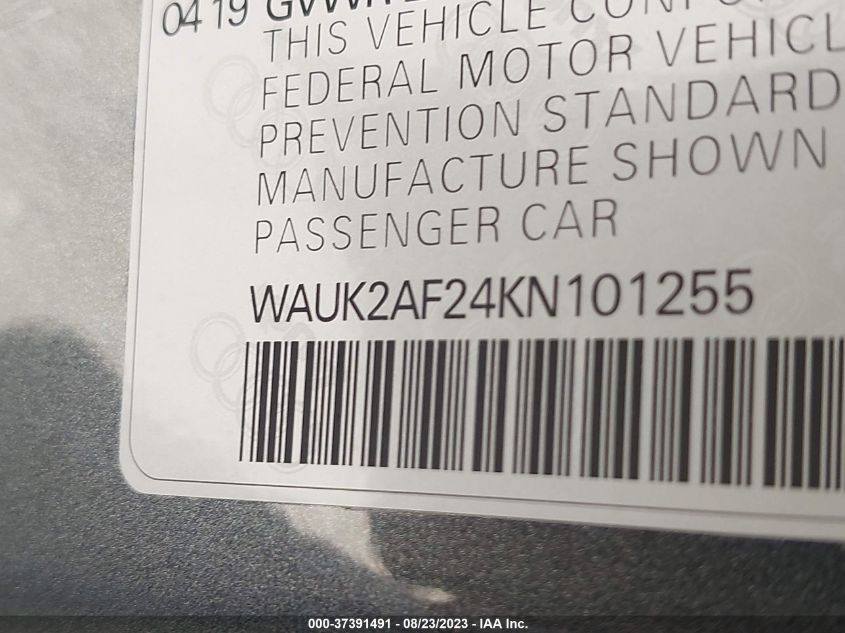 04 19
THIS VEHICLE
FEDERAL MOTOR VEHICL
PREVENTION STANDARD
MANUFACTURE SHOWN
PASSENGER CAR
WAUK2AF24KN101255
000-37391491 - 08/23/2023 - IAA Inc.